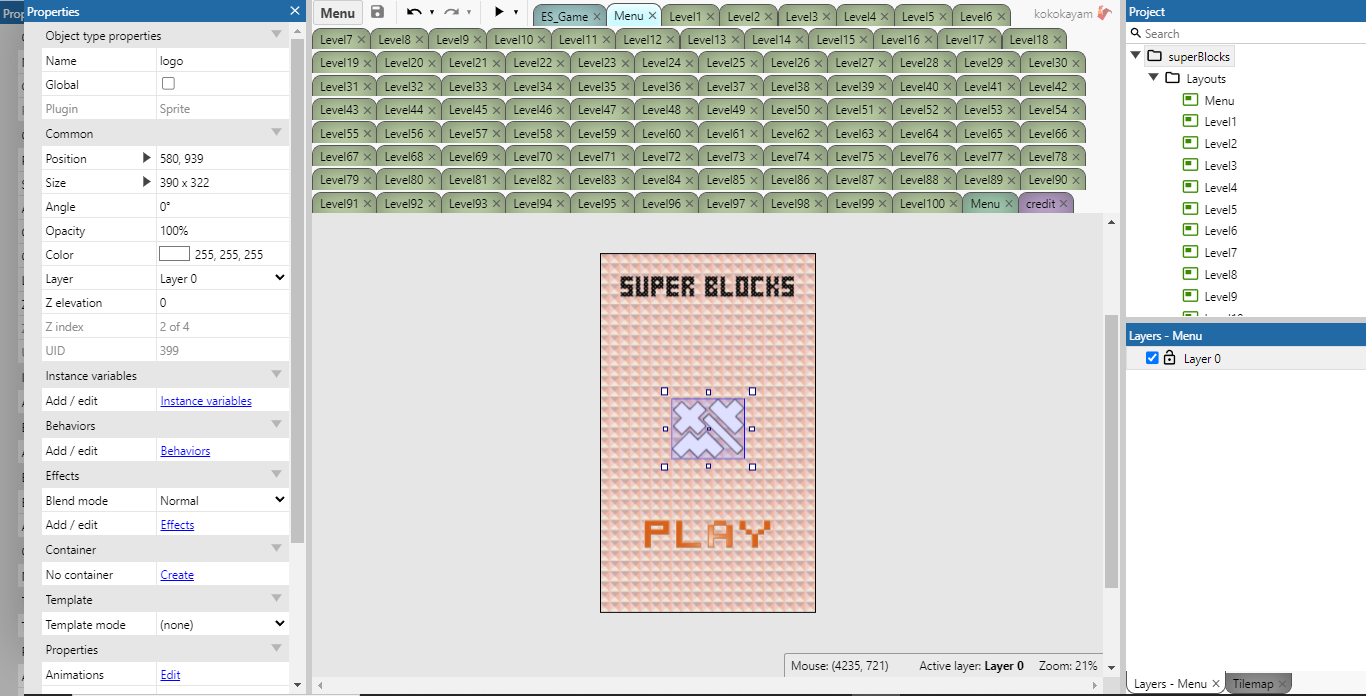 Prop
Properties
Object type properties
Name logo
Global
Plugin Sprite
Common
Position 580, 939
Size 390 x 322
Angle 0°
Opacity 100%
Color 255, 255, 255
Layer Layer 0
Z elevation 0
Z index 2 of 4
UID 399
Instance variables
Add / edit Instance variables
Behaviors
Add / edit Behaviors
Effects
Blend mode Normal
Add / edit Effects
Container
No container Create
Template
Template mode (none)
Properties
Animations Edit
Menu
ES_Game Menu Level1 Level2 Level3 Level4 Level5 Level6
kokokayam
Level7 Level8 Level9 Level10 Level11 Level12 Level13 Level14 Level15 Level16 Level17 Level18
Level19 Level20 Level21 Level22 Level23 Level24 Level25 Level26 Level27 Level28 Level29 Level30
Level31 Level32 Level33 Level34 Level35 Level36 Level37 Level38 Level39 Level40 Level41 Level42
Level43 Level44 Level45 Level46 Level47 Level48 Level49 Level50 Level51 Level52 Level53 Level54
Level55 Level56 Level57 Level58 Level59 Level60 Level61 Level62 Level63 Level64 Level65 Level66
Level67 Level68 Level69 Level70 Level71 Level72 Level73 Level74 Level75 Level76 Level77 Level78
Level79 Level80 Level81 Level82 Level83 Level84 Level85 Level86 Level87 Level88 Level89 Level90
Level91 Level92 Level93 Level94 Level95 Level96 Level97 Level98 Level99 Level100 Menu credit
SUPER BLOCKS
PLAY
Mouse: (4235, 721) Active layer: Layer 0 Zoom: 21%
Project
Search
superBlocks
Layouts
Menu
Level1
Level2
Level3
Level4
Level5
Level6
Level7
Level8
Level9
Layers - Menu
Layer 0
Layers - Menu Tilemap